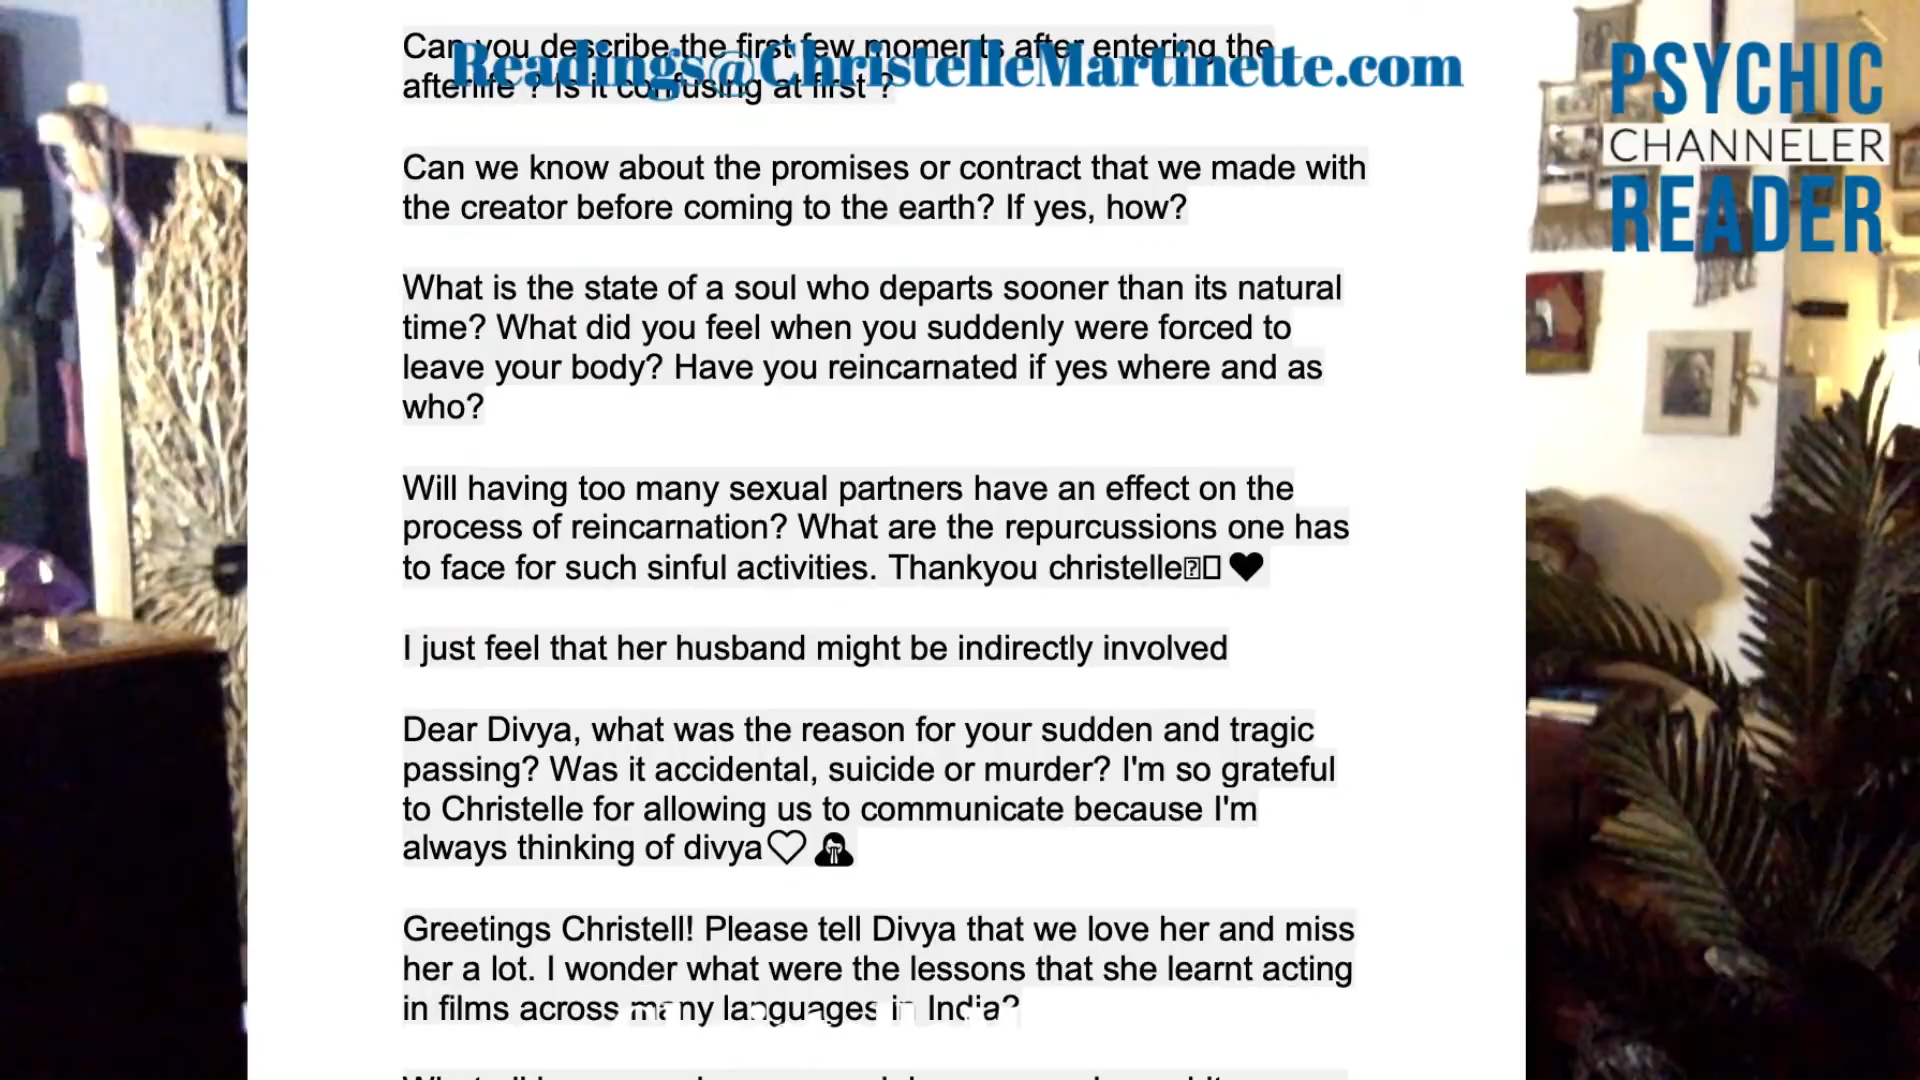 Can you describe the first few moments after entering the
Readings@ChristelleMartinette.com
afterlife ? Is it confusing at first ?
PSYCHIC
CHANNELER
READER
Can we know about the promises or contract that we made with
the creator before coming to the earth? If yes, how?
What is the state of a soul who departs sooner than its natural
time? What did you feel when you suddenly were forced to
leave your body? Have you reincarnated if yes where and as
who?
Will having too many sexual partners have an effect on the
process of reincarnation? What are the repurcussions one has
to face for such sinful activities. Thankyou christelle🖤
I just feel that her husband might be indirectly involved
Dear Divya, what was the reason for your sudden and tragic
passing? Was it accidental, suicide or murder? I'm so grateful
to Christelle for allowing us to communicate because I'm
always thinking of divya♡
Greetings Christell! Please tell Divya that we love her and miss
her a lot. I wonder what were the lessons that she learnt acting
in films across many languages in India?